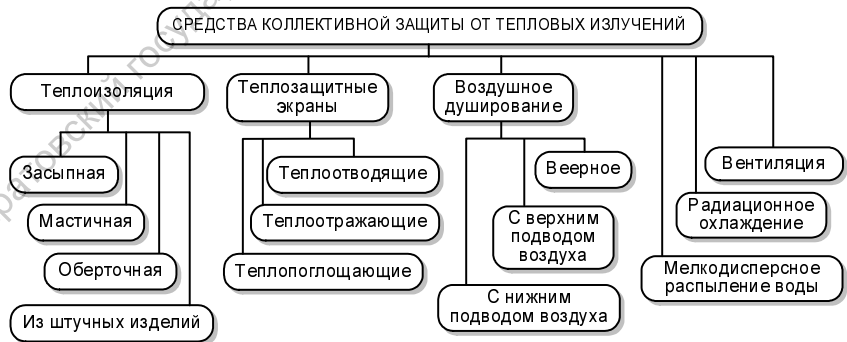 СРЕДСТВА КОЛЛЕКТИВНОЙ ЗАЩИТЫ ОТ ТЕПЛОВЫХ ИЗЛУЧЕНИЙ
Теплоизоляция
Засыпная
Мастичная
Оберточная
Из штучных изделий
Теплозащитные
экраны
Теплоотводящие
Теплоотражающие
Теплопоглощающие
Воздушное
душирование
Веерное
С верхним
подводом
воздуха
С нижним
подводом воздуха
Вентиляция
Радиационное
охлаждение
Мелкодисперсное
распыление воды